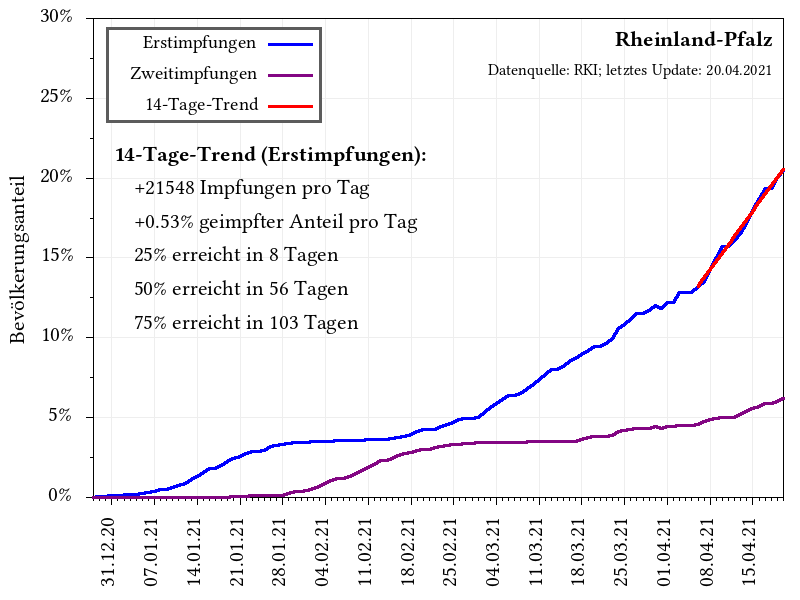 30%
25%
20%
15%
10%
5%
0%
Bevölkerungsanteil
Erstimpfungen
Zweitimpfungen
14-Tage-Trend
Rheinland-Pfalz
Datenquelle: RKI; letztes Update: 20.04.2021
14-Tage-Trend (Erstimpfungen):
+21548 Impfungen pro Tag
+0.53% geimpfter Anteil pro Tag
25% erreicht in 8 Tagen
50% erreicht in 56 Tagen
75% erreicht in 103 Tagen
31.12.20
07.01.21
14.01.21
21.01.21
28.01.21
04.02.21
11.02.21
18.02.21
25.02.21
04.03.21
11.03.21
18.03.21
25.03.21
01.04.21
08.04.21
15.04.21